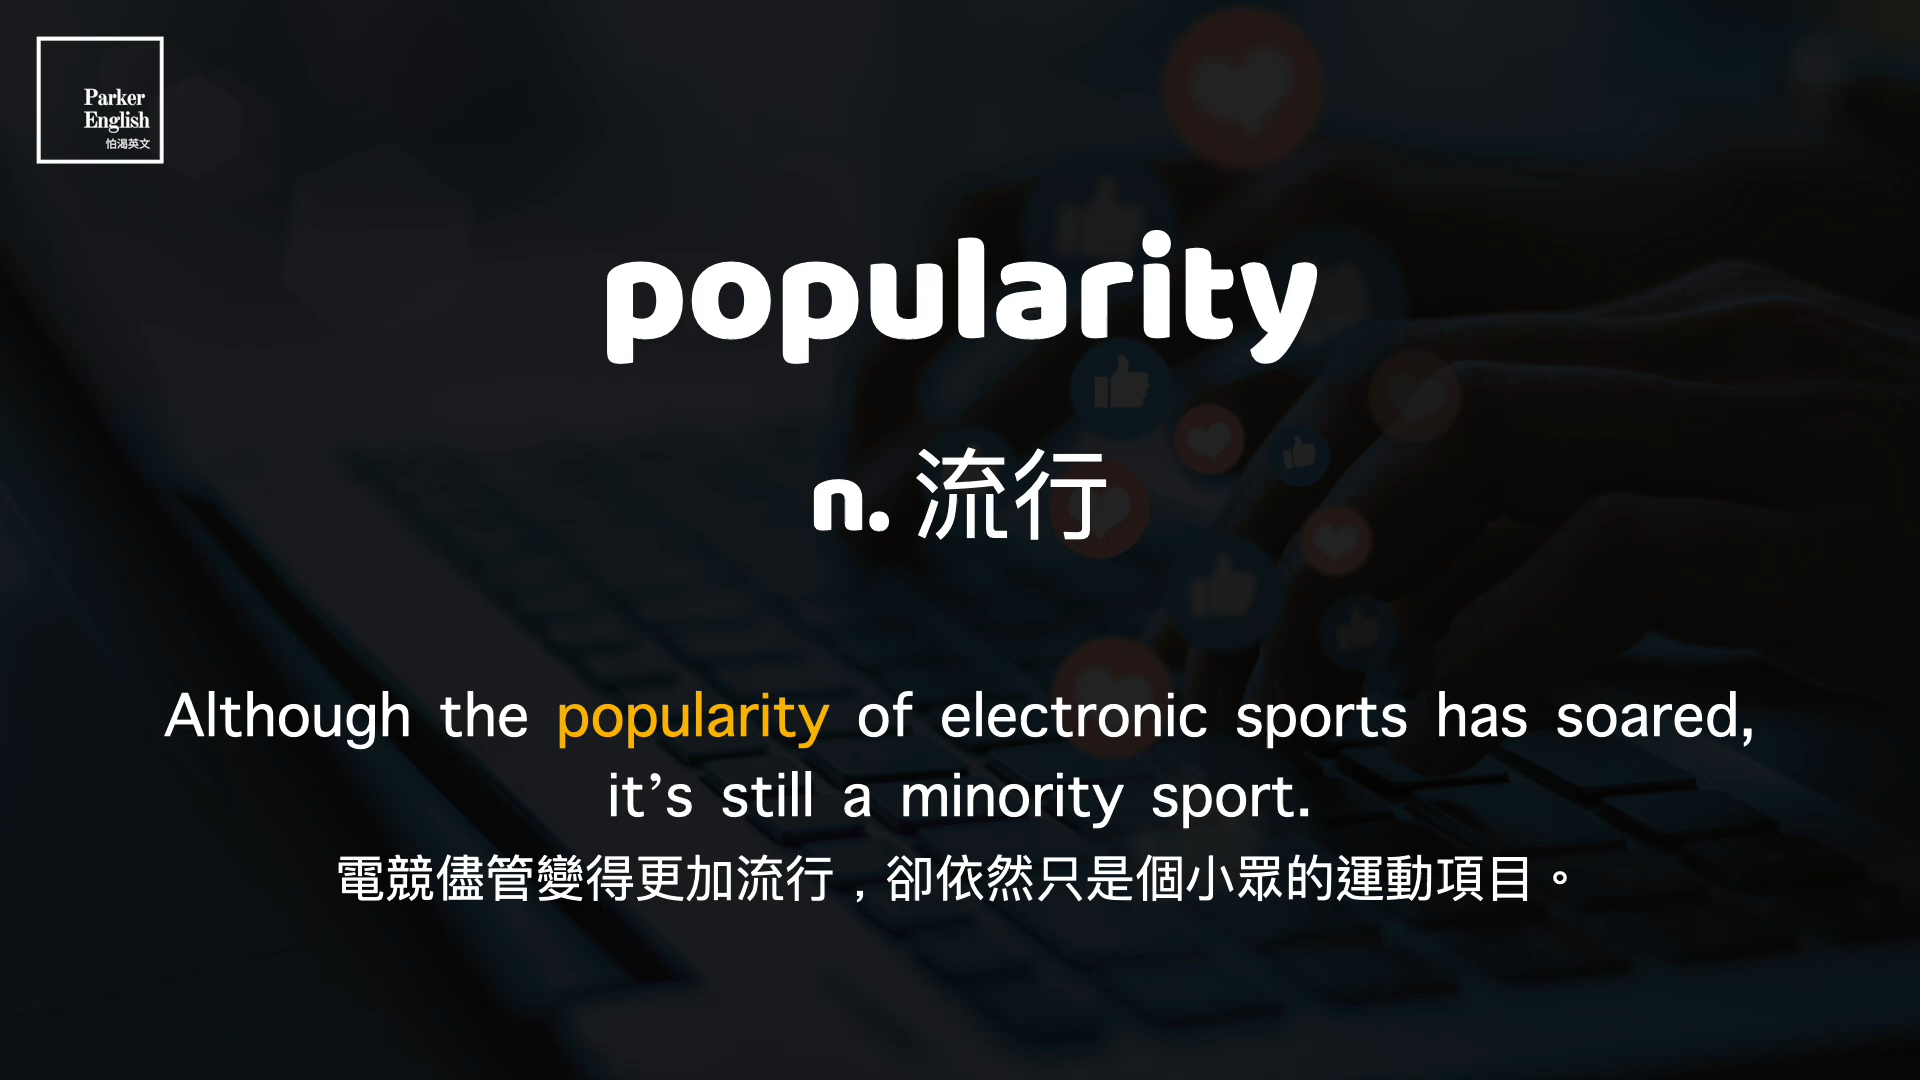 Parker
English
怕渴英文
popularity
n. 流行
Although the popularity of electronic sports has soared,
it’s still a minority sport.
電競儘管變得更加流行，卻依然只是個小眾的運動項目。